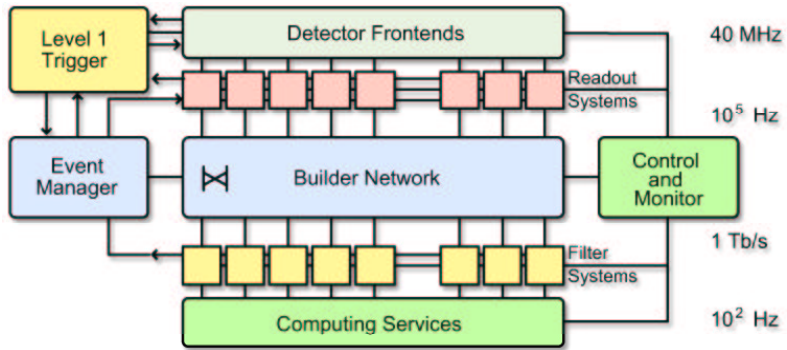 Level 1
Trigger
Detector Frontends
40 MHz
Readout
Systems
10⁵ Hz
Event
Manager
Builder Network
Control
and
Monitor
1 Tb/s
Filter
Systems
Computing Services
10² Hz